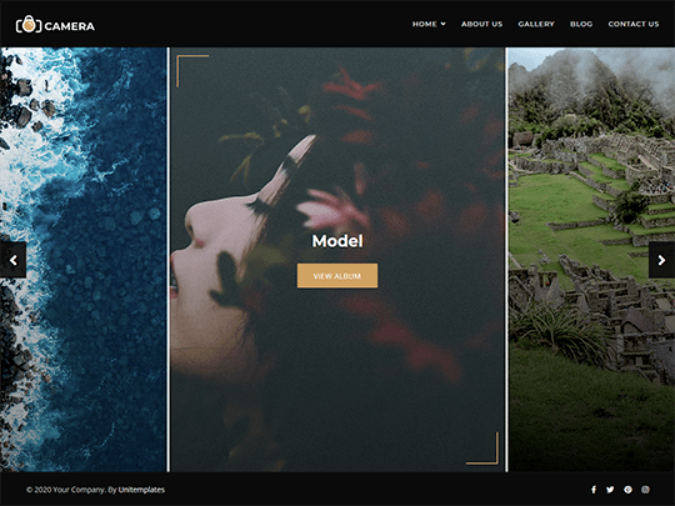 CAMERA
HOME ABOUT US GALLERY BLOG CONTACT US
Model
VIEW ALBUM
© 2020 Your Company. By Unitemplates